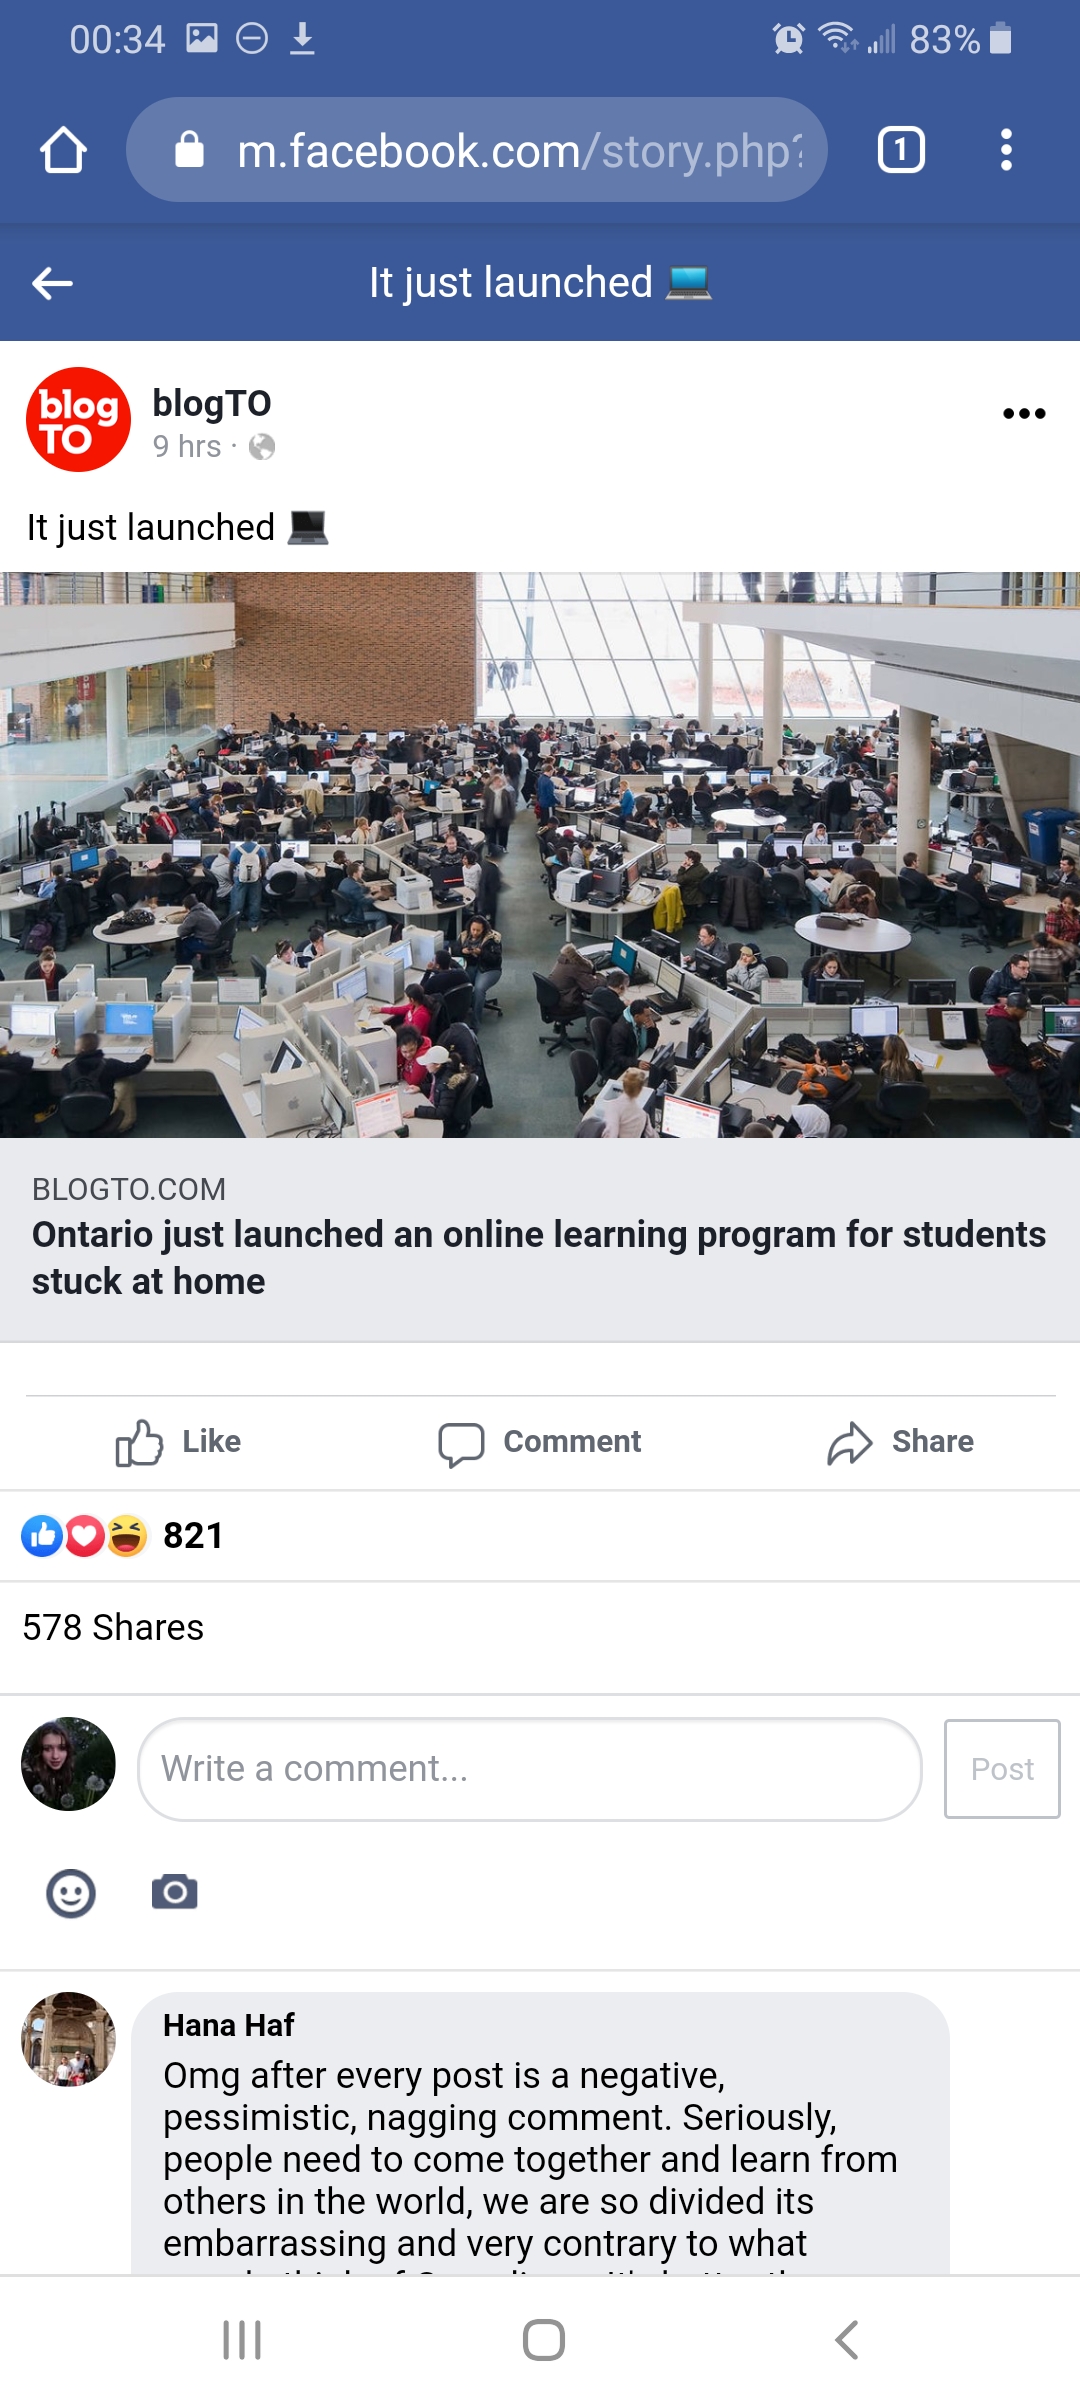 00:34
83%
m.facebook.com/story.php?
1
It just launched 💻
blog
TO
blogTO
9 hrs ·
It just launched 💻
BLOGTO.COM
Ontario just launched an online learning program for students
stuck at home
Like
Comment
Share
821
578 Shares
Write a comment...
Post
Hana Haf
Omg after every post is a negative,
pessimistic, nagging comment. Seriously,
people need to come together and learn from
others in the world, we are so divided its
embarrassing and very contrary to what